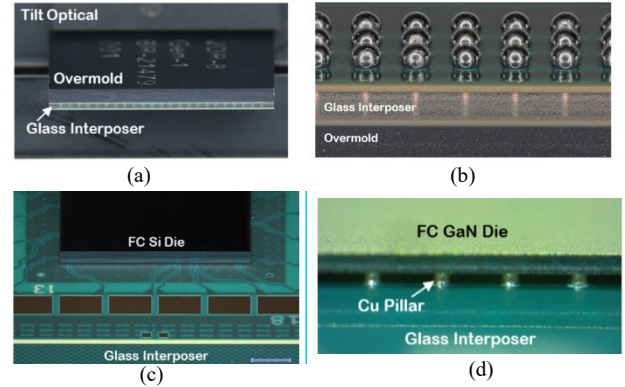 Tilt Optical
Overmold
Glass Interposer
(a)
Glass Interposer
Overmold
(b)
FC Si Die
Glass Interposer
(c)
FC GaN Die
Cu Pillar
Glass Interposer
(d)